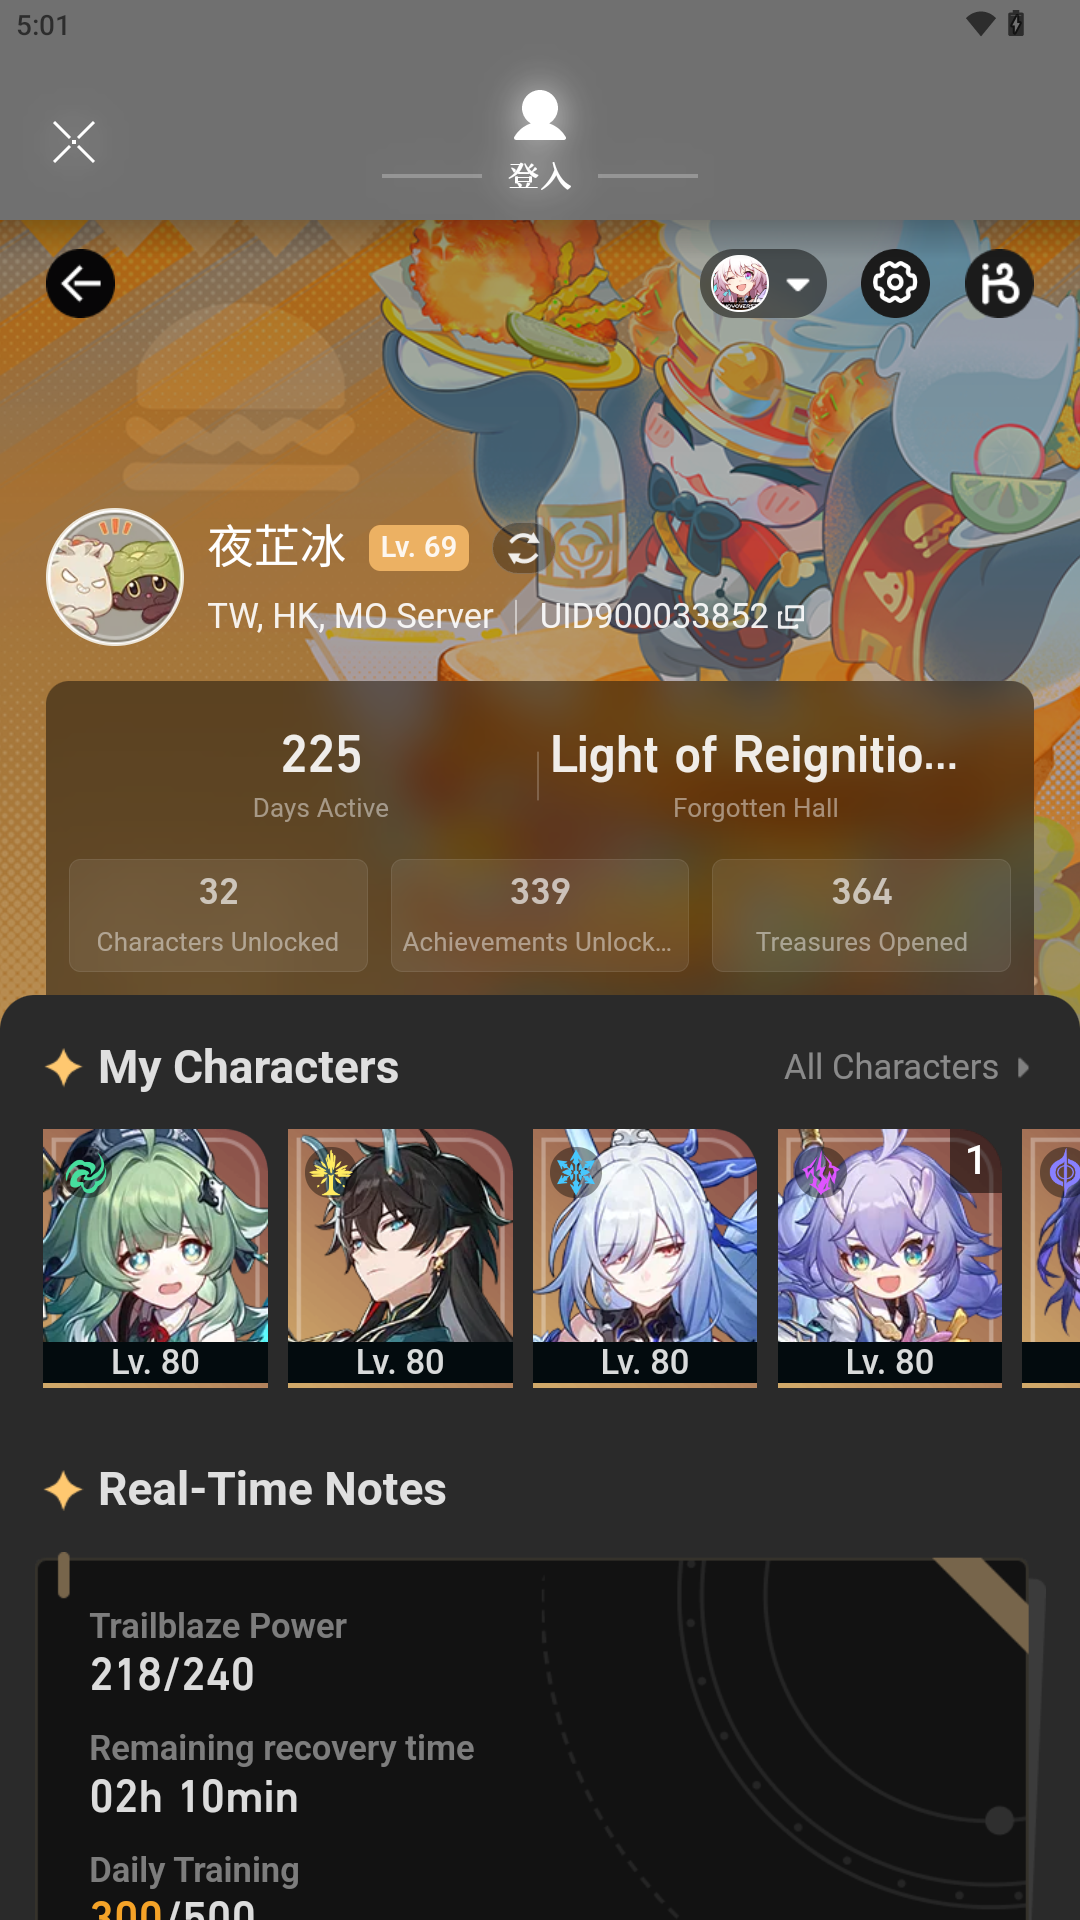 5:01
登入
夜芷冰
Lv. 69
TW, HK, MO Server
UID900033852
225
Days Active
Light of Reignitio...
Forgotten Hall
32
Characters Unlocked
339
Achievements Unlock...
364
Treasures Opened
My Characters
All Characters
1
Lv. 80
Lv. 80
Lv. 80
Lv. 80
Real-Time Notes
Trailblaze Power
218/240
Remaining recovery time
02h 10min
Daily Training
300/500